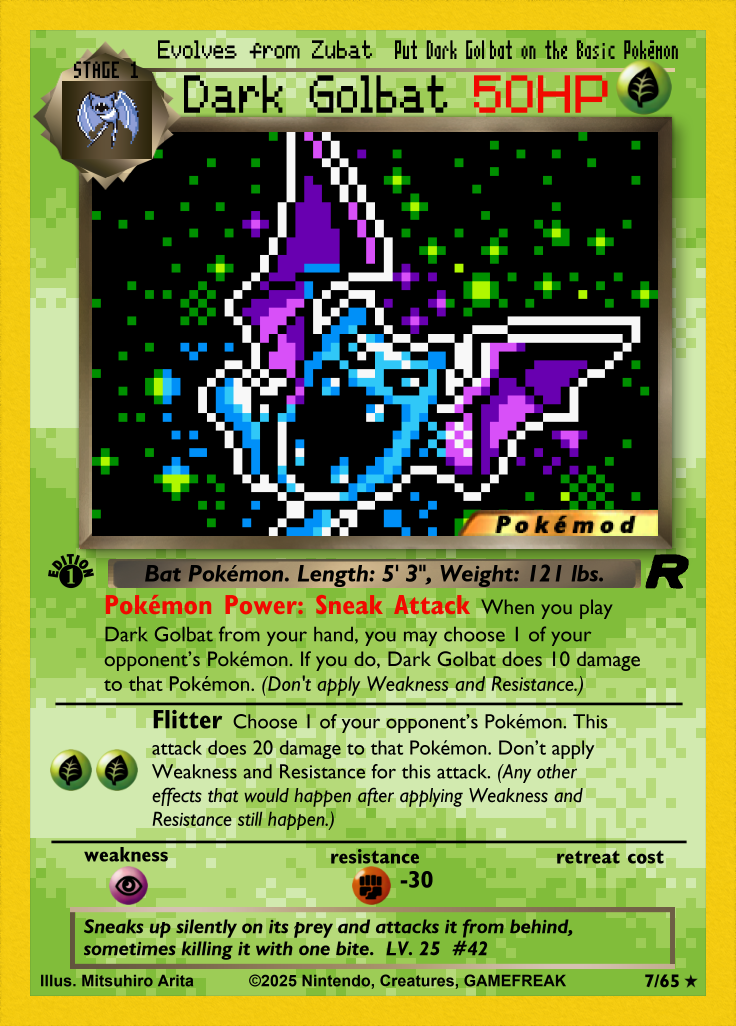 Evolves from Zubat Put Dark Golbat on the Basic Pokémon
STAGE 1
Dark Golbat 50HP
Pokémod
EDITION
1
Bat Pokémon. Length: 5' 3", Weight: 121 lbs.
R
Pokémon Power: Sneak Attack When you play
Dark Golbat from your hand, you may choose 1 of your
opponent's Pokémon. If you do, Dark Golbat does 10 damage
to that Pokémon. (Don't apply Weakness and Resistance.)
Flitter Choose 1 of your opponent's Pokémon. This
attack does 20 damage to that Pokémon. Don't apply
Weakness and Resistance for this attack. (Any other
effects that would happen after applying Weakness and
Resistance still happen.)
weakness resistance retreat cost
-30
Sneaks up silently on its prey and attacks it from behind,
sometimes killing it with one bite. LV. 25 #42
Illus. Mitsuhiro Arita ©2025 Nintendo, Creatures, GAMEFREAK 7/65 ★